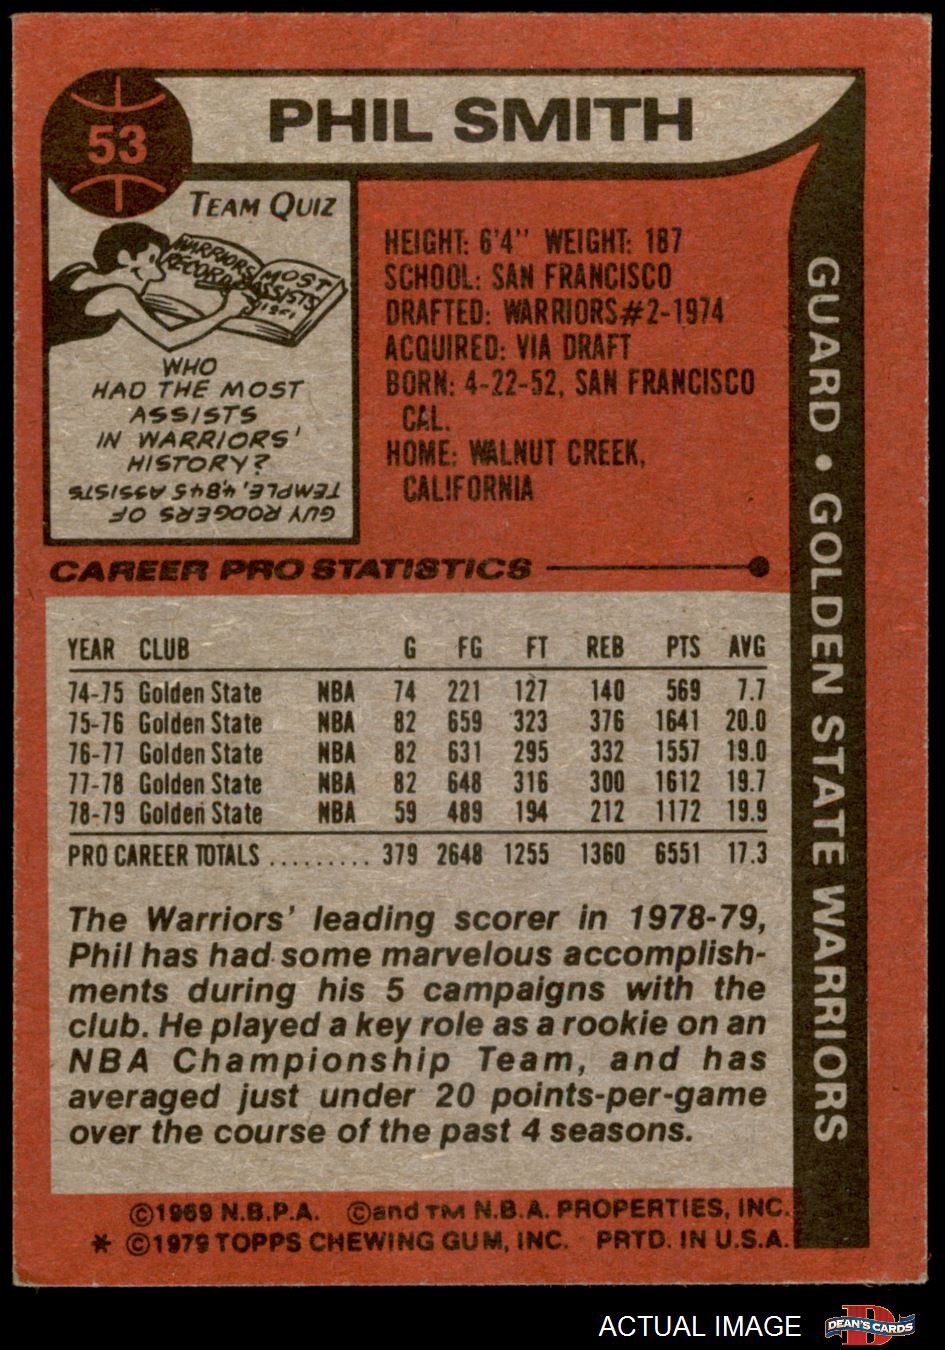 53
PHIL SMITH
TEAM QUIZ
WARRIORS RECORD
MOST
ASSISTS
WHO
HAD THE MOST
ASSISTS
IN WARRIORS'
HISTORY?
GUY RODGERS OF
TEMPLE, 4,845 ASSISTS
HEIGHT: 6'4" WEIGHT: 187
SCHOOL: SAN FRANCISCO
DRAFTED: WARRIORS#2-1974
ACQUIRED: VIA DRAFT
BORN: 4-22-52, SAN FRANCISCO
CAL.
HOME: WALNUT CREEK,
CALIFORNIA
GUARD • GOLDEN STATE WARRIORS
CAREER PRO STATISTICS
YEAR CLUB G FG FT REB PTS AVG
74-75 Golden State NBA 74 221 127 140 569 7.7
75-76 Golden State NBA 82 659 323 376 1641 20.0
76-77 Golden State NBA 82 631 295 332 1557 19.0
77-78 Golden State NBA 82 648 316 300 1612 19.7
78-79 Golden State NBA 59 489 194 212 1172 19.9
PRO CAREER TOTALS ......... 379 2648 1255 1360 6551 17.3
The Warriors' leading scorer in 1978-79,
Phil has had some marvelous accomplish-
ments during his 5 campaigns with the
club. He played a key role as a rookie on an
NBA Championship Team, and has
averaged just under 20 points-per-game
over the course of the past 4 seasons.
©1969 N.B.P.A. ©and TM N.B.A. PROPERTIES, INC.
* ©1979 TOPPS CHEWING GUM, INC. PRTD. IN U.S.A.
ACTUAL IMAGE
DEAN'S CARDS